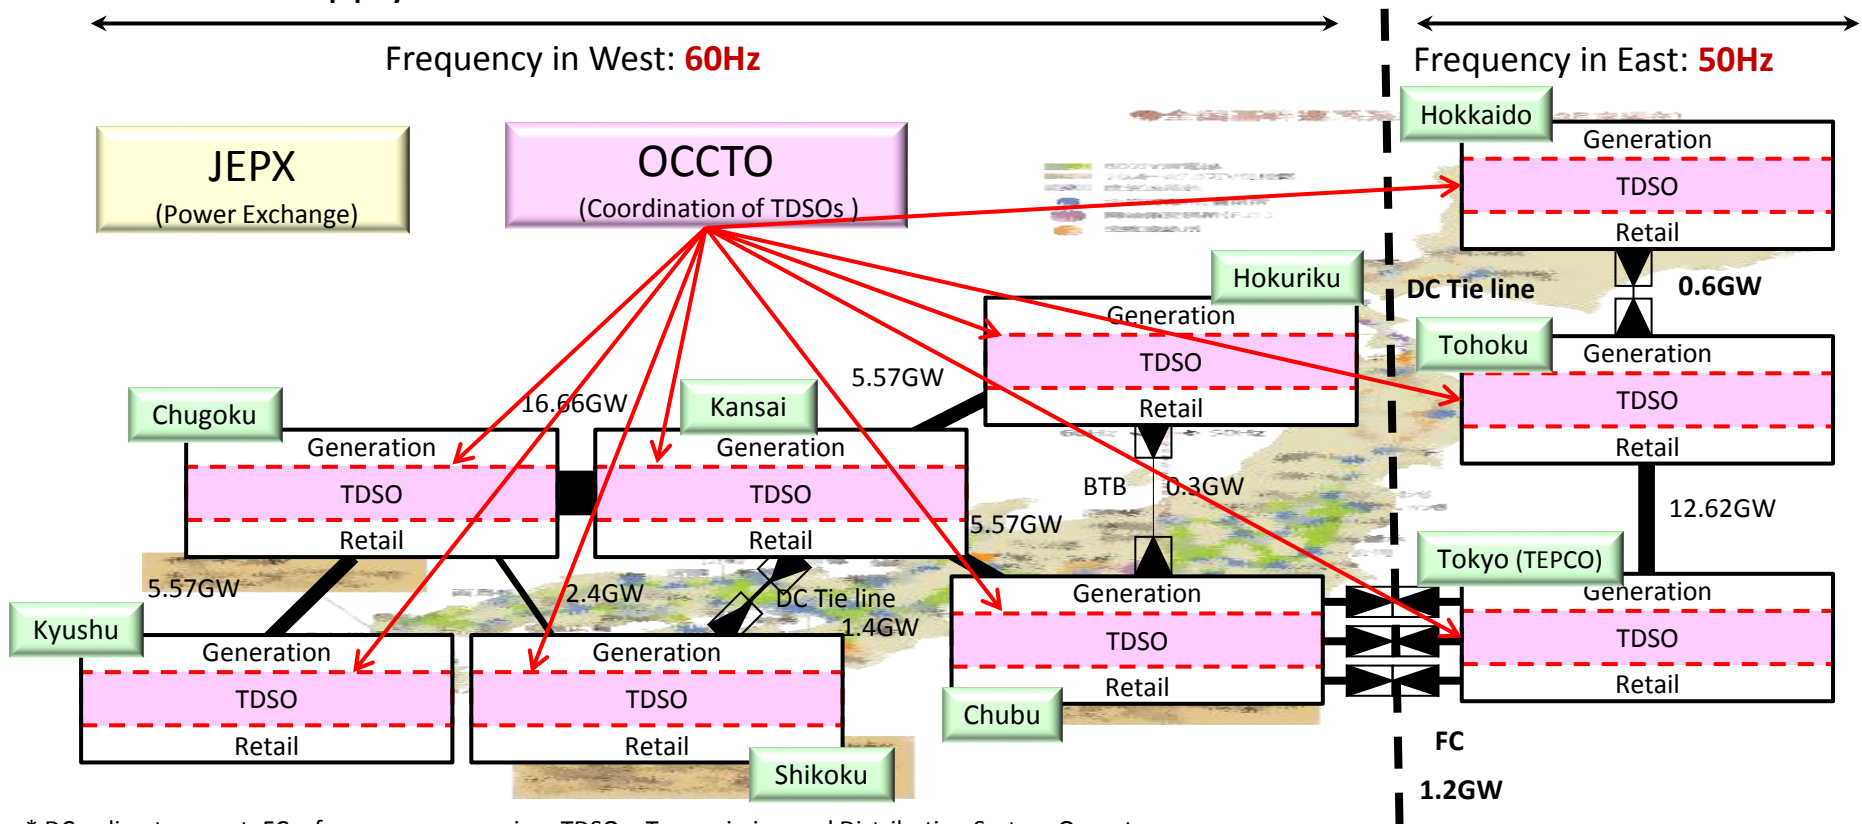 Frequency in West: 60Hz
Frequency in East: 50Hz
JEPX
(Power Exchange)
OCCTO
(Coordination of TDSOs )
Hokkaido
Generation
TDSO
Retail
DC Tie line
0.6GW
Hokuriku
Generation
TDSO
Retail
Tohoku
Generation
TDSO
Retail
5.57GW
16.66GW
Chugoku
Generation
TDSO
Retail
Kansai
Generation
TDSO
Retail
BTB
0.3GW
5.57GW
12.62GW
5.57GW
2.4GW
DC Tie line
1.4GW
Kyushu
Generation
TDSO
Retail
Generation
TDSO
Retail
Shikoku
Generation
TDSO
Retail
Chubu
Tokyo (TEPCO)
Generation
TDSO
Retail
FC
1.2GW